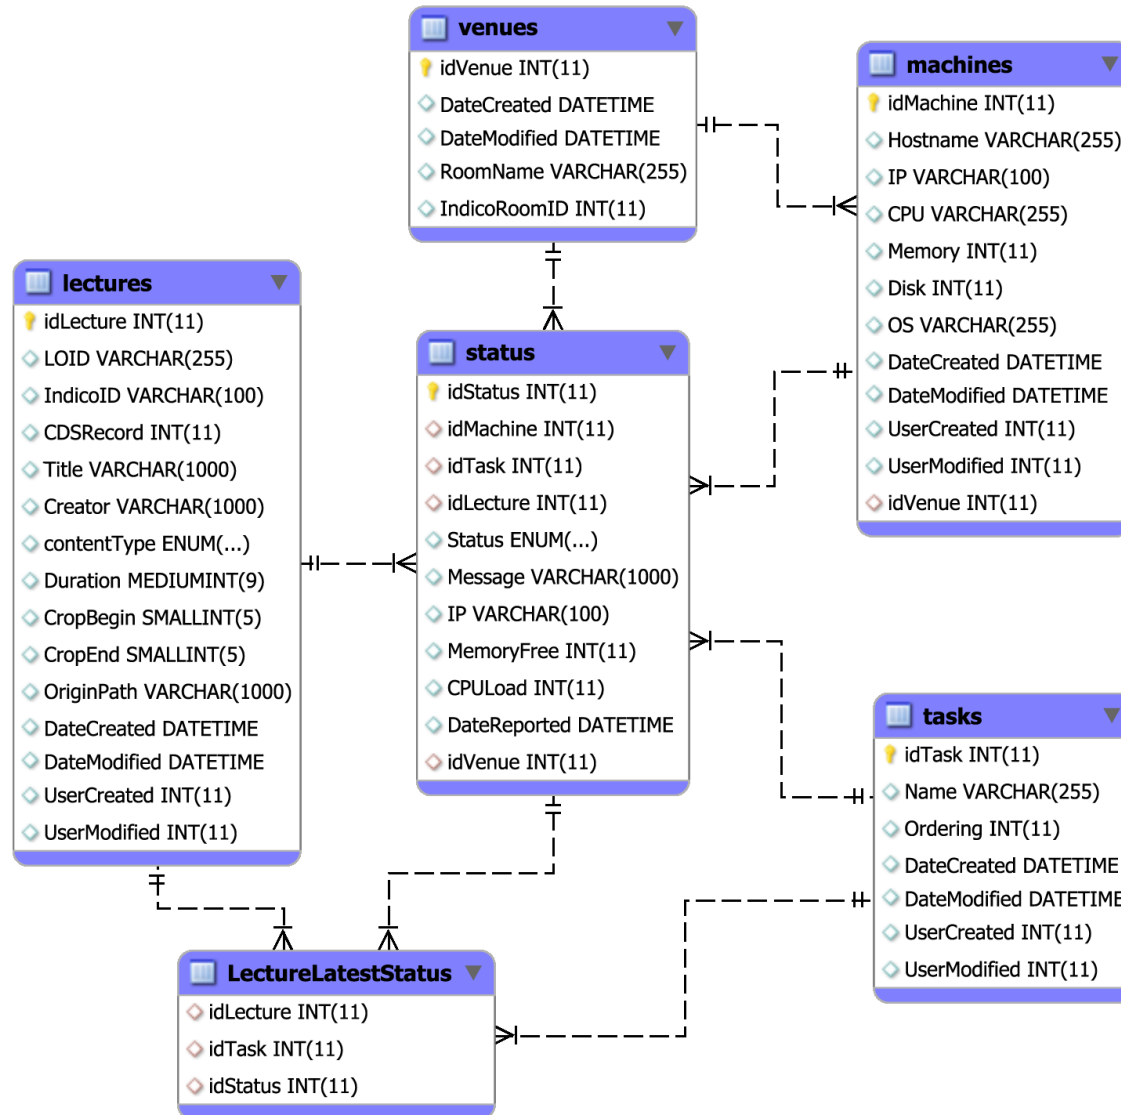 venues
idVenue INT(11)
DateCreated DATETIME
DateModified DATETIME
RoomName VARCHAR(255)
IndicoRoomID INT(11)
machines
idMachine INT(11)
Hostname VARCHAR(255)
IP VARCHAR(100)
CPU VARCHAR(255)
Memory INT(11)
Disk INT(11)
OS VARCHAR(255)
DateCreated DATETIME
DateModified DATETIME
UserCreated INT(11)
UserModified INT(11)
idVenue INT(11)
lectures
idLecture INT(11)
LOID VARCHAR(255)
IndicoID VARCHAR(100)
CDSRecord INT(11)
Title VARCHAR(1000)
Creator VARCHAR(1000)
contentType ENUM(...)
Duration MEDIUMINT(9)
CropBegin SMALLINT(5)
CropEnd SMALLINT(5)
OriginPath VARCHAR(1000)
DateCreated DATETIME
DateModified DATETIME
UserCreated INT(11)
UserModified INT(11)
status
idStatus INT(11)
idMachine INT(11)
idTask INT(11)
idLecture INT(11)
Status ENUM(...)
Message VARCHAR(1000)
IP VARCHAR(100)
MemoryFree INT(11)
CPULoad INT(11)
DateReported DATETIME
idVenue INT(11)
tasks
idTask INT(11)
Name VARCHAR(255)
Ordering INT(11)
DateCreated DATETIME
DateModified DATETIME
UserCreated INT(11)
UserModified INT(11)
LectureLatestStatus
idLecture INT(11)
idTask INT(11)
idStatus INT(11)